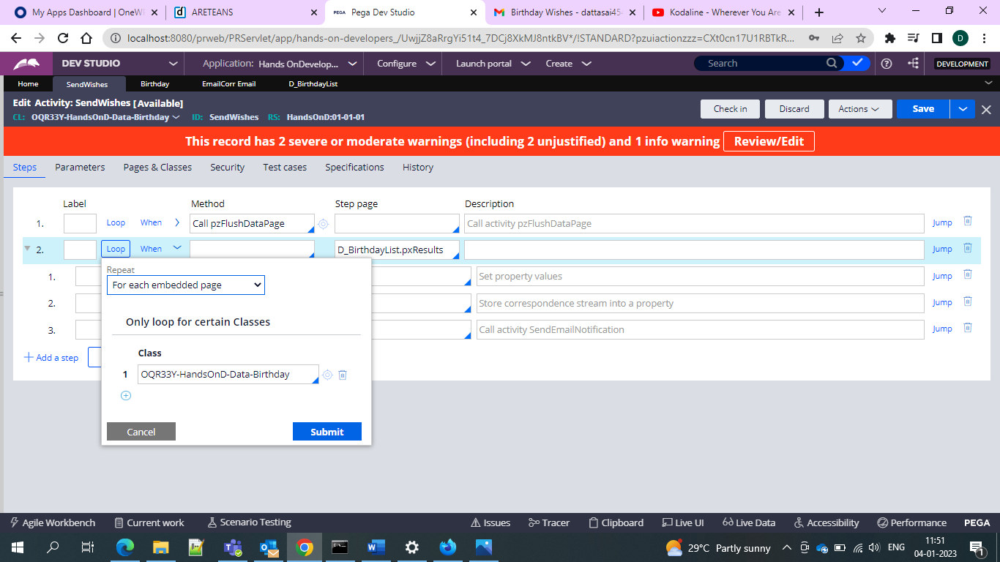 My Apps Dashboard | OneW
ARETEANS
PEGA Pega Dev Studio
Birthday Wishes - dattasai45
Kodaline - Wherever You Are
localhost:8080/prweb/PRServlet/app/hands-on-developers_/UwjjZ8aRrgYi51t4_7DCj8XkMJ8ntkBV*/!STANDARD?pzuiactionzzz=CXt0cn17U1RBTkR...
D
DEV STUDIO
Application: Hands OnDevelop...
Configure
Launch portal
Create
Search
DEVELOPMENT
Home
SendWishes
Birthday
EmailCorr Email
D_BirthdayList
Edit Activity: SendWishes [Available]
CL: OQR33Y-HandsOnD-Data-Birthday ID: SendWishes RS: HandsOnD:01-01-01
Check in
Discard
Actions
Save
This record has 2 severe or moderate warnings (including 2 unjustified) and 1 info warning Review/Edit
Steps
Parameters
Pages & Classes
Security
Test cases
Specifications
History
Label
Method
Step page
Description
1. Loop When Call pzFlushDataPage Call activity pzFlushDataPage Jump
2. Loop When D_BirthdayList.pxResults Jump
1. Set property values Jump
2. Store correspondence stream into a property Jump
3. Call activity SendEmailNotification Jump
Add a step
Repeat
For each embedded page
Only loop for certain Classes
Class
1 OQR33Y-HandsOnD-Data-Birthday
Cancel
Submit
Agile Workbench
Current work
Scenario Testing
Issues
Tracer
Clipboard
Live UI
Live Data
Accessibility
Performance
PEGA
29°C Partly sunny
ENG
11:51
04-01-2023
1